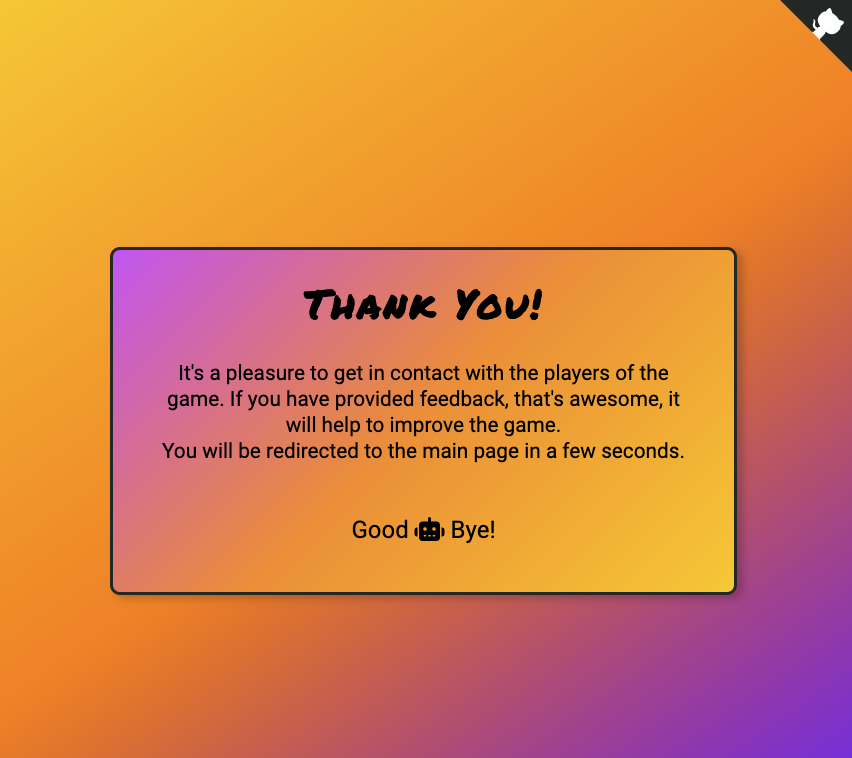 Thank You!
It's a pleasure to get in contact with the players of the
game. If you have provided feedback, that's awesome, it
will help to improve the game.
You will be redirected to the main page in a few seconds.
Good Bye!